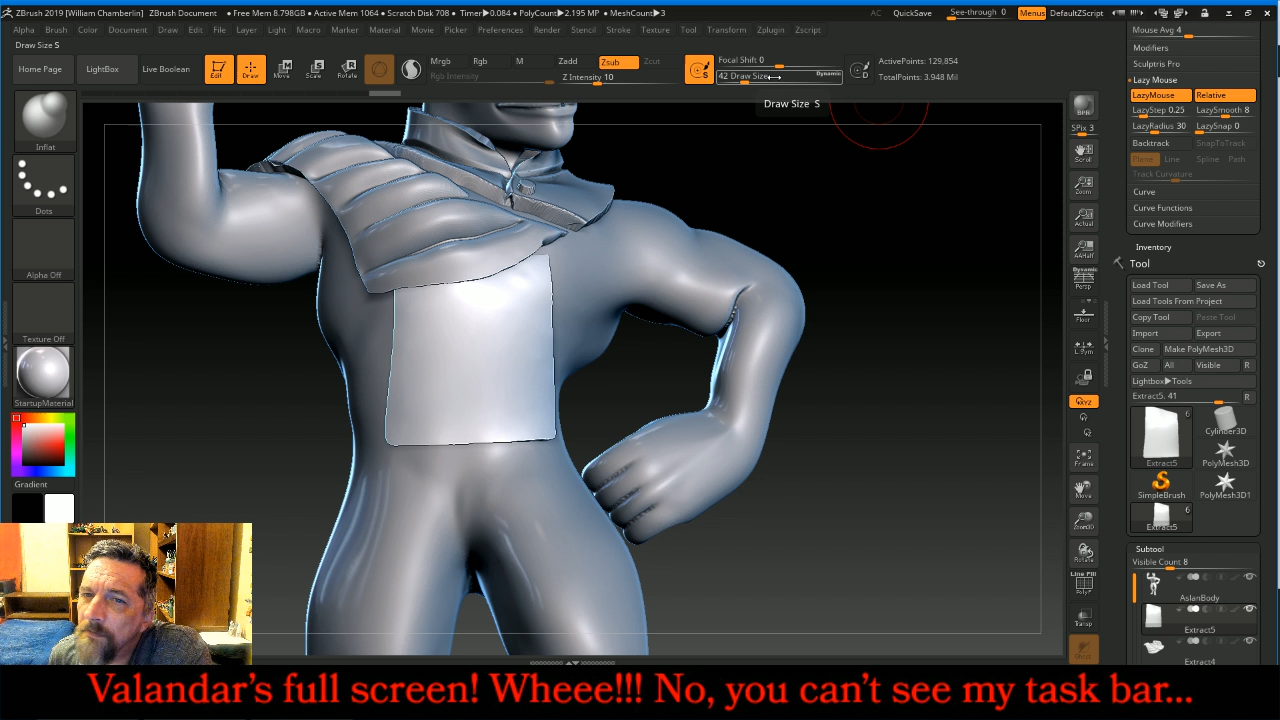 ZBrush 2019 [William Chamberlin] ZBrush Document • Free Mem 8.798GB • Active Mem 1064 • Scratch Disk 708 • Timer▶0.084 • PolyCount▶2.195 MP • MeshCount▶3 AC QuickSave See-through 0 Menus DefaultZScript
Alpha Brush Color Document Draw Edit File Layer Light Macro Marker Material Movie Picker Preferences Render Stencil Stroke Texture Tool Transform Zplugin Zscript
Draw Size S
Home Page LightBox Live Boolean Edit Draw Move Scale Rotate
Mrgb Rgb M Zadd Zsub Zcut
Rgb Intensity Z Intensity 10
Focal Shift 0
42 Draw Size Dynamic
ActivePoints: 129,854
TotalPoints: 3.948 Mil
Draw Size S
Inflat
Dots
Alpha Off
Texture Off
StartupMaterial
Gradient
BPR
SPix 3
Scroll
Zoom
Actual
AAHalf
Dynamic
Persp
Floor
L.Sym
XYZ
Frame
Move
Zoom3D
Rotate
Line Fill
PolyF
Transp
Ghost
Mouse Avg 4
Modifiers
Sculptris Pro
Lazy Mouse
LazyMouse Relative
LazyStep 0.25 LazySmooth 8
LazyRadius 30 LazySnap 0
Backtrack SnapToTrack
Plane Line Spline Path
Track Curvature
Curve
Curve Functions
Curve Modifiers
Inventory
Tool
Load Tool Save As
Load Tools From Project
Copy Tool Paste Tool
Import Export
Clone Make PolyMesh3D
GoZ All Visible R
Lightbox▶Tools
Extract5. 41 R
6
Cylinder3D
Extract5 PolyMesh3D
SimpleBrush PolyMesh3D1
6
Extract5
Subtool
Visible Count 8
AslanBody
Extract5
Extract4
Valandar's full screen! Wheee!!! No, you can't see my task bar...